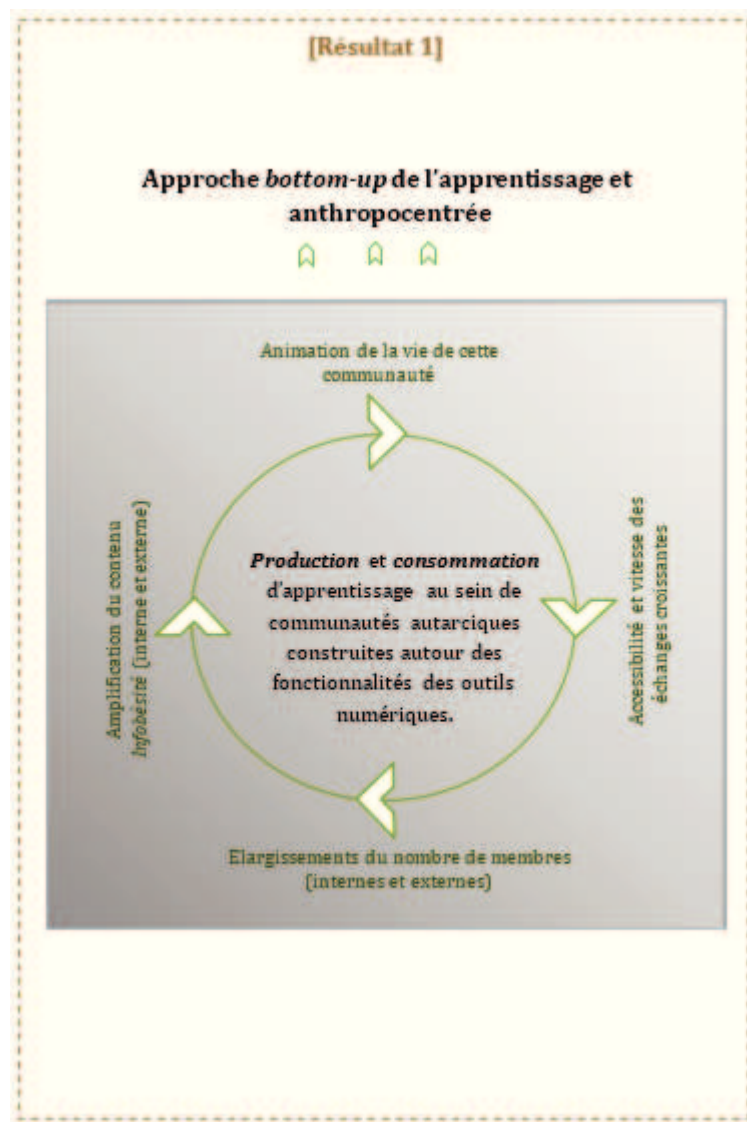 [Résultat 1]
Approche bottom-up de l'apprentissage et
anthropocentrée
Animation de la vie de cette
communauté
Amplification du contenu
Infobésité (interne et externe)
Production et consommation
d'apprentissage au sein de
communautés autarciques
construites autour des
fonctionnalités des outils
numériques.
Accessibilité et vitesse des
échanges croissantes
Elargissements du nombre de membres
(internes et externes)